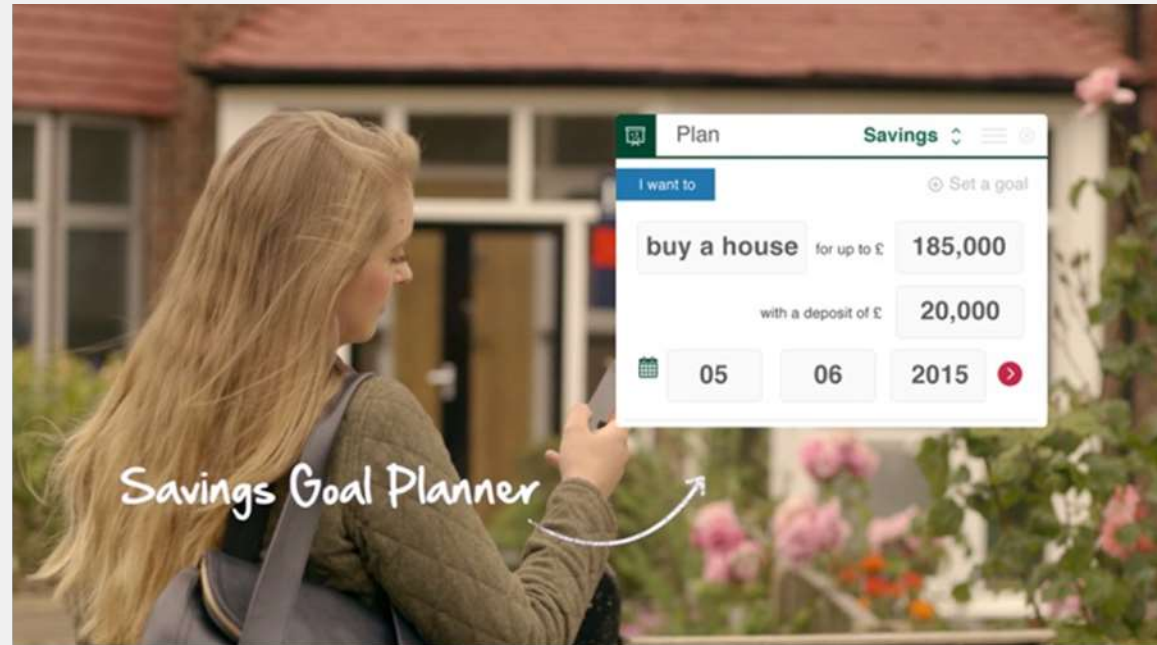 Plan Savings
I want to Set a goal
buy a house for up to £ 185,000
with a deposit of £ 20,000
05 06 2015
Savings Goal Planner